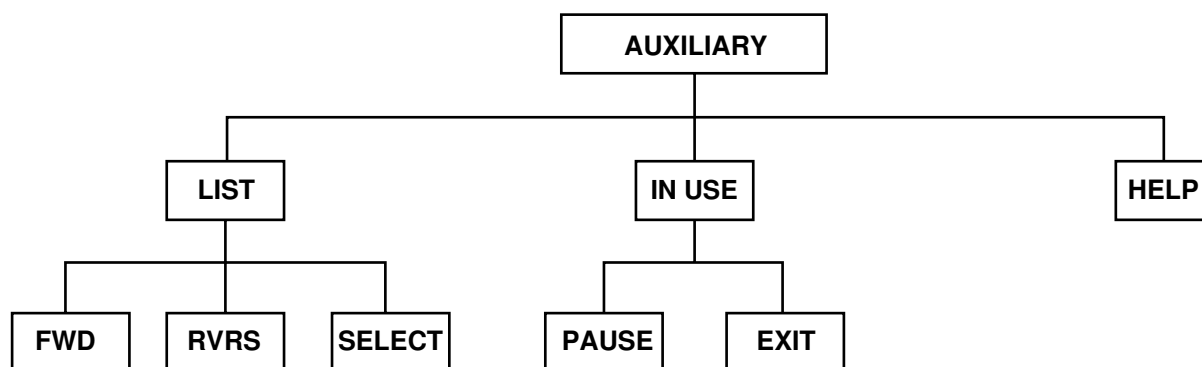 AUXILIARY
LIST
IN USE
HELP
FWD
RVRS
SELECT
PAUSE
EXIT